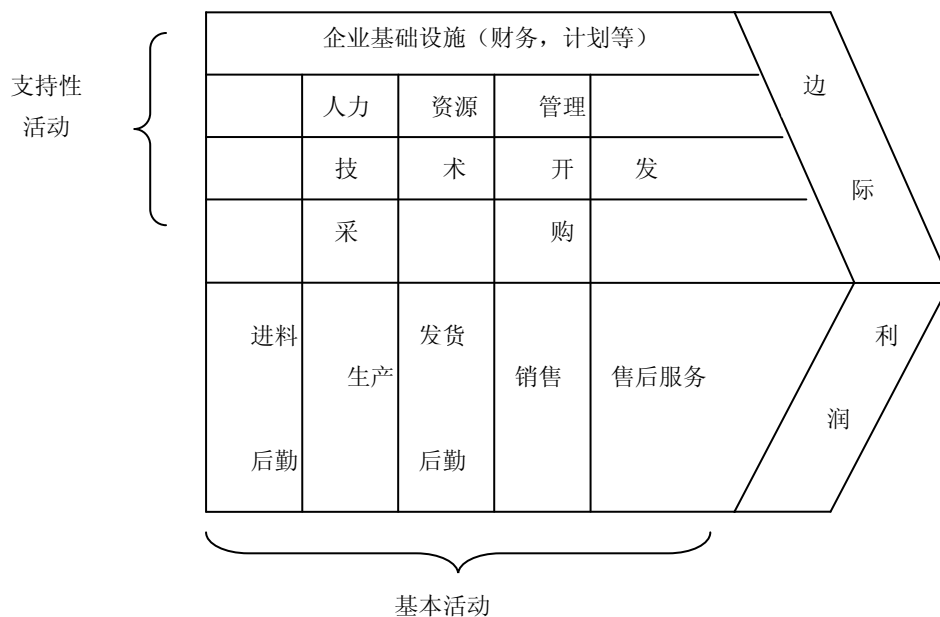 企业基础设施（财务，计划等）
支持性
活动
人力 资源 管理
技 术 开 发
采 购
边
际
利
润
进料
后勤
生产
发货
后勤
销售
售后服务
基本活动